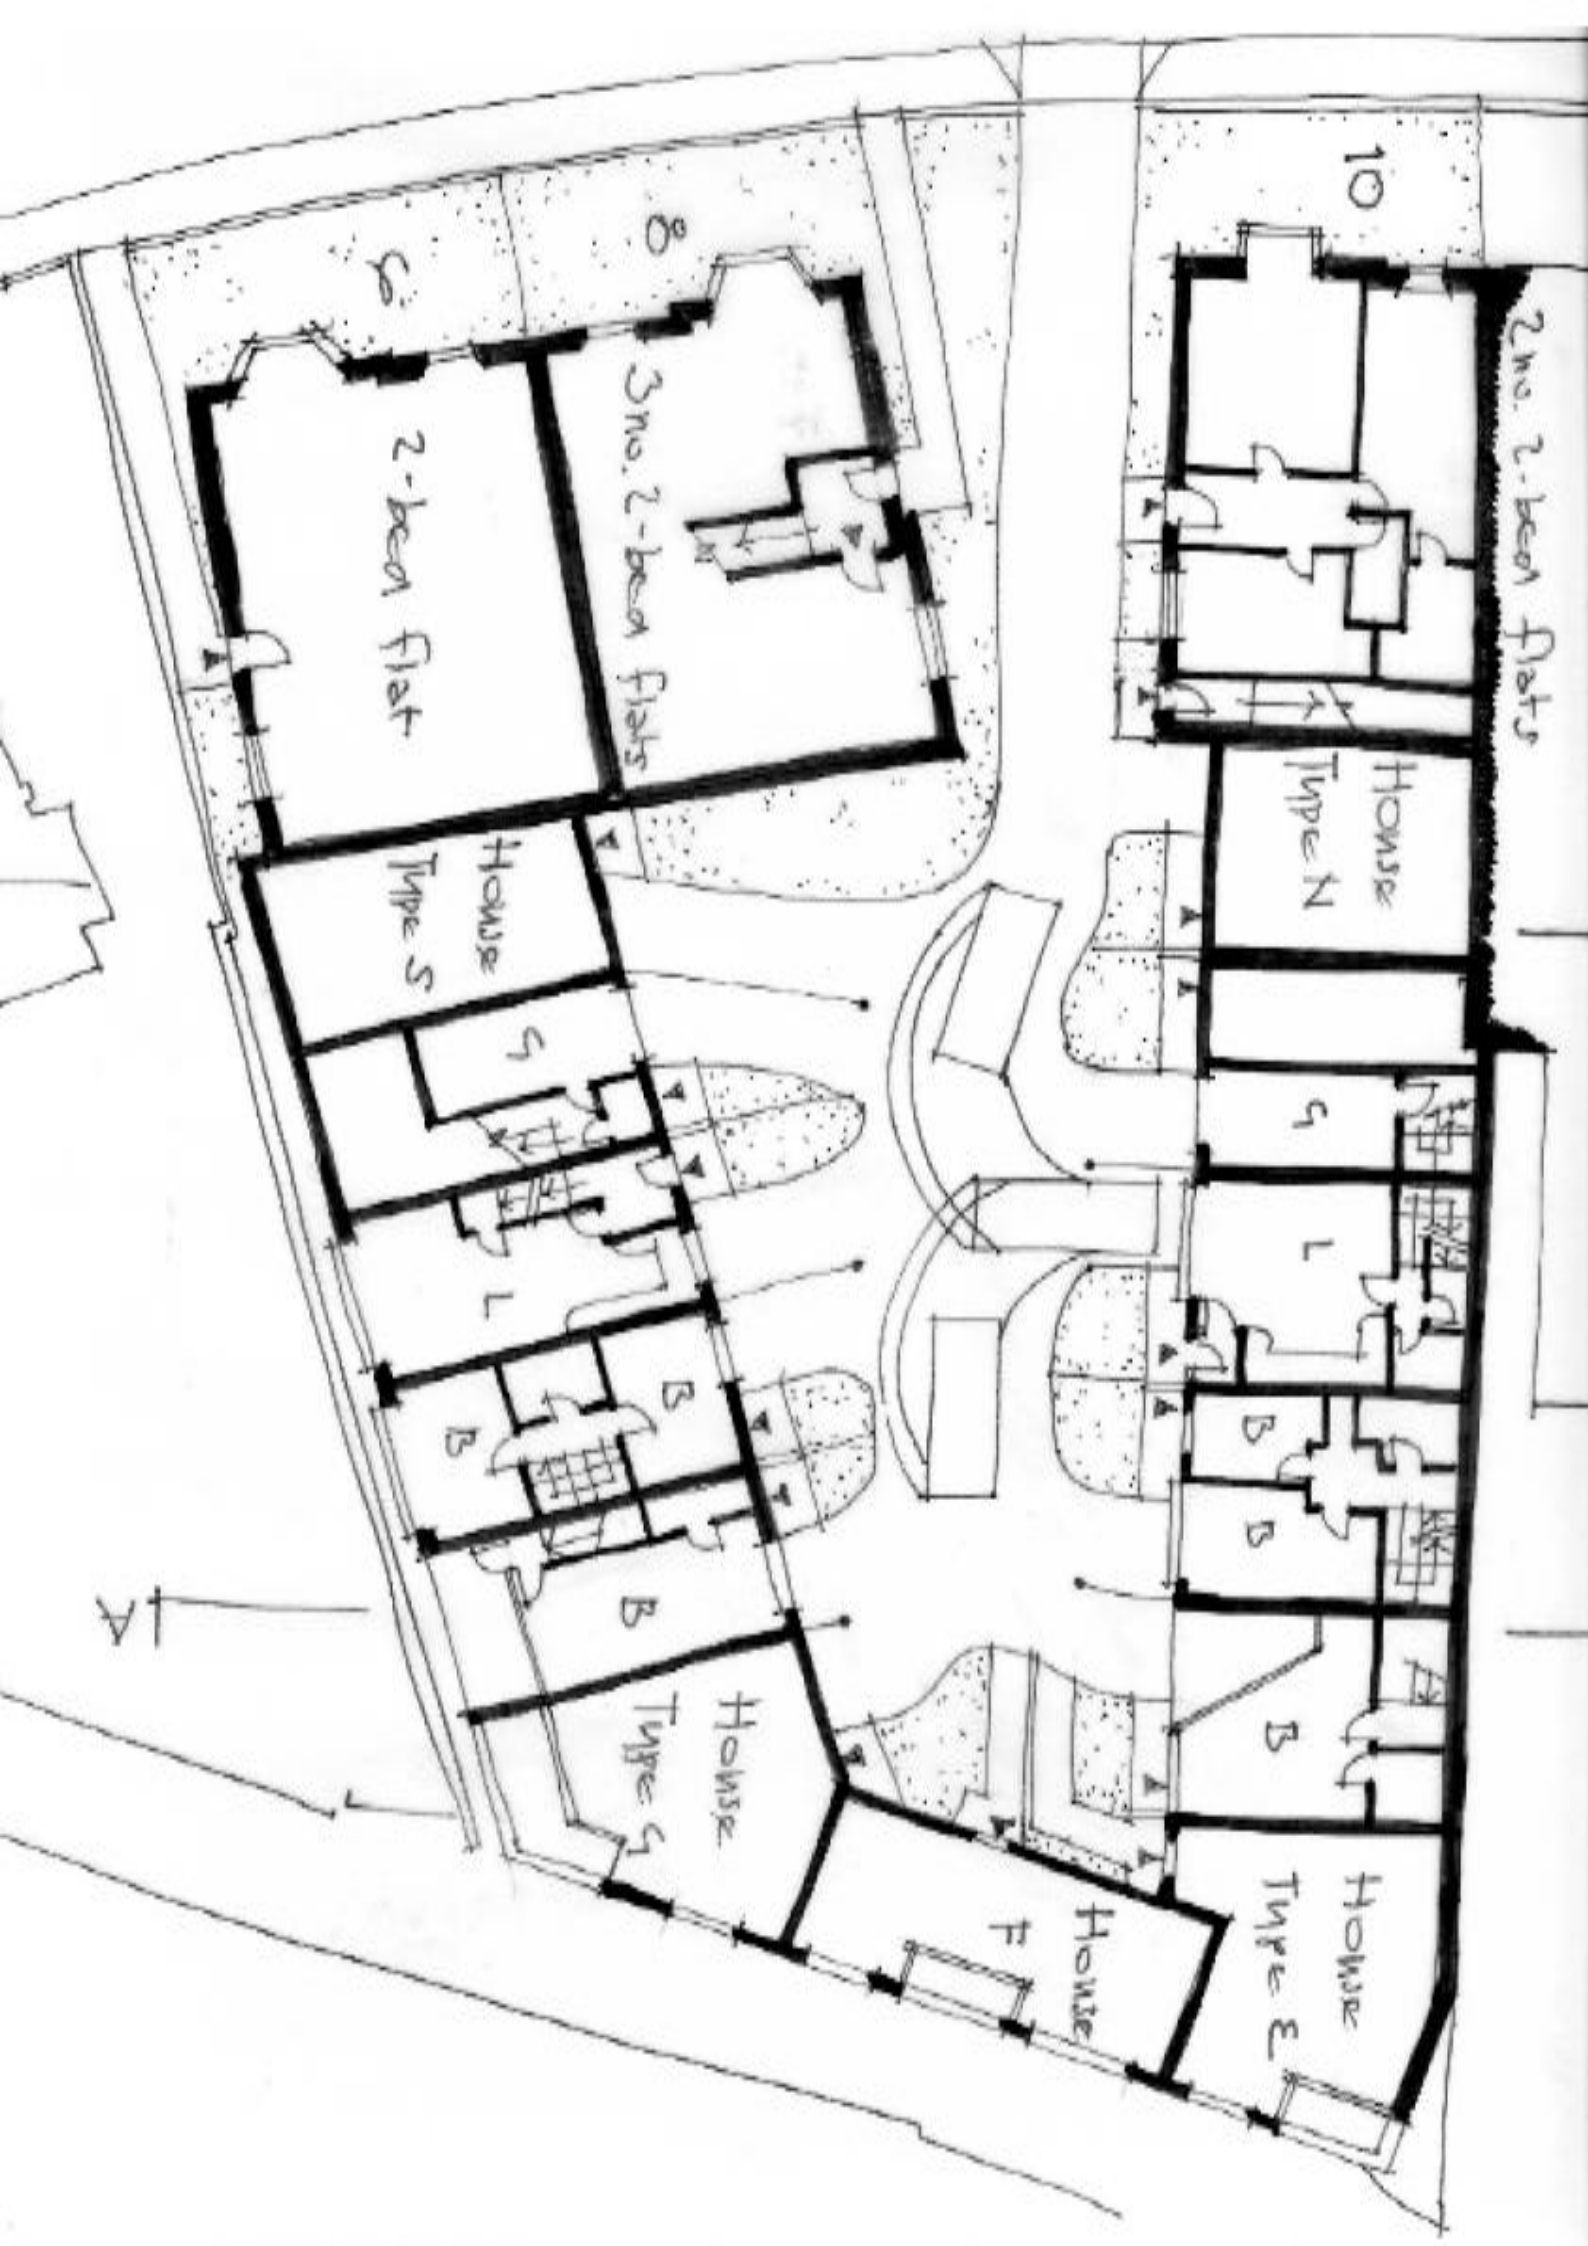 2no. 2-bed flats
10
House
Type N
G
L
B
B
B
House
Type E
House
F
8
3no. 2-bed flats
6
2-bed flat
House
Type S
G
L
B
B
B
House
Type G
A